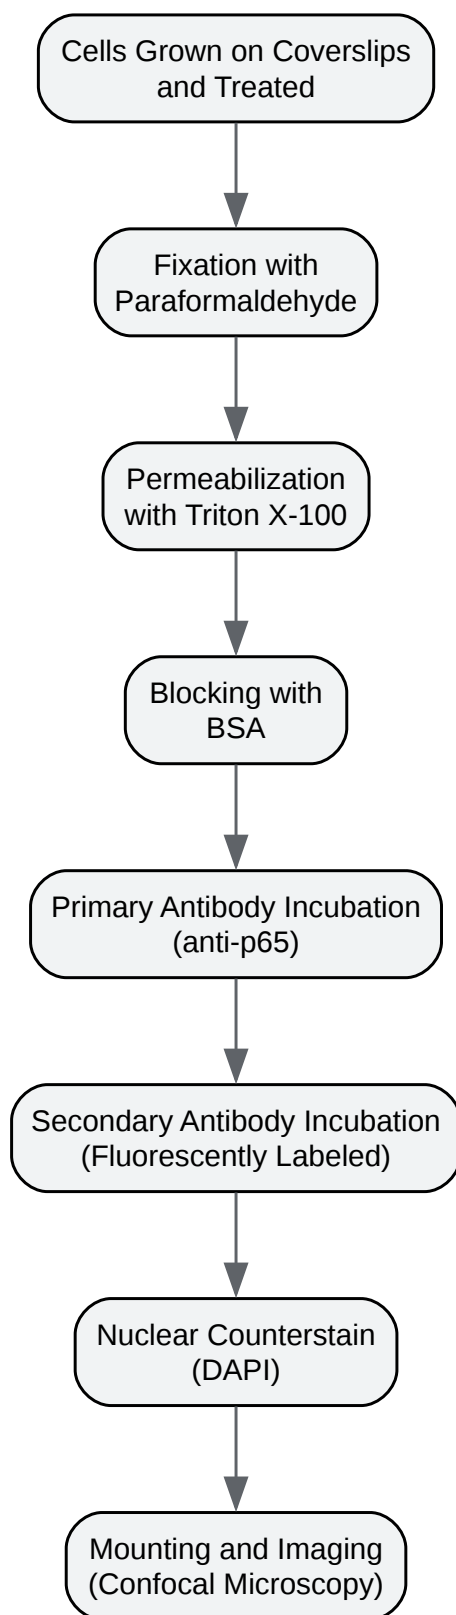 Cells Grown on Coverslips
and Treated
Fixation with
Paraformaldehyde
Permeabilization
with Triton X-100
Blocking with
BSA
Primary Antibody Incubation
(anti-p65)
Secondary Antibody Incubation
(Fluorescently Labeled)
Nuclear Counterstain
(DAPI)
Mounting and Imaging
(Confocal Microscopy)